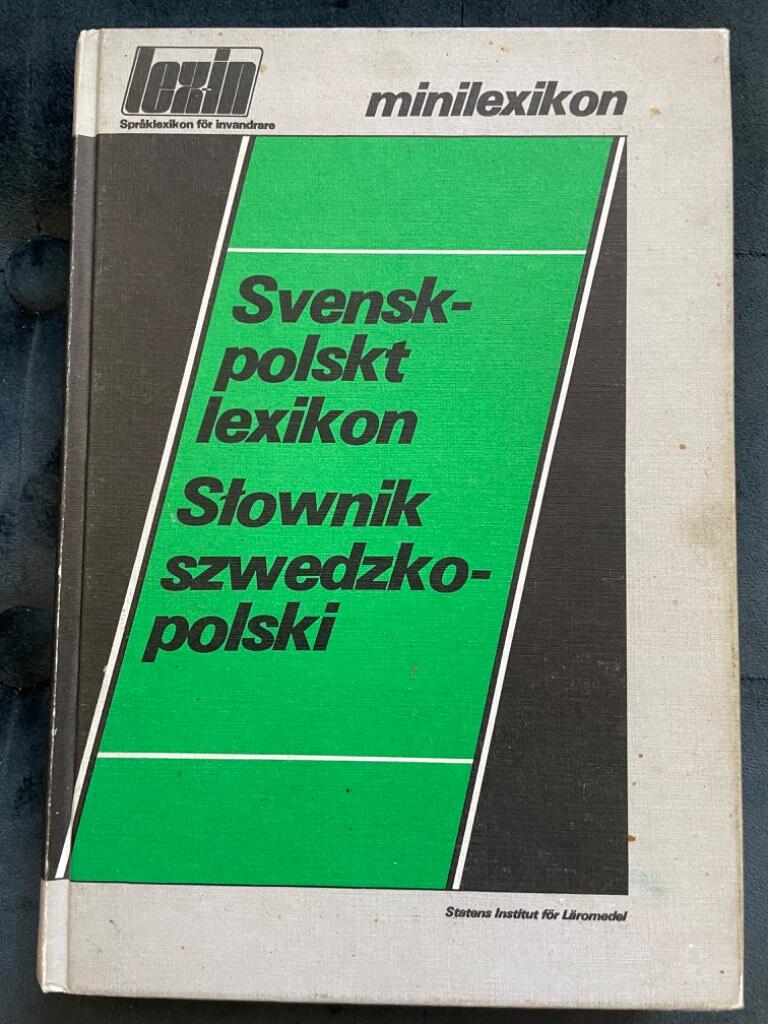 lexin
Språklexikon för invandrare
minilexikon
Svensk-
polskt
lexikon
Słownik
szwedzko-
polski
Statens Institut för Läromedel